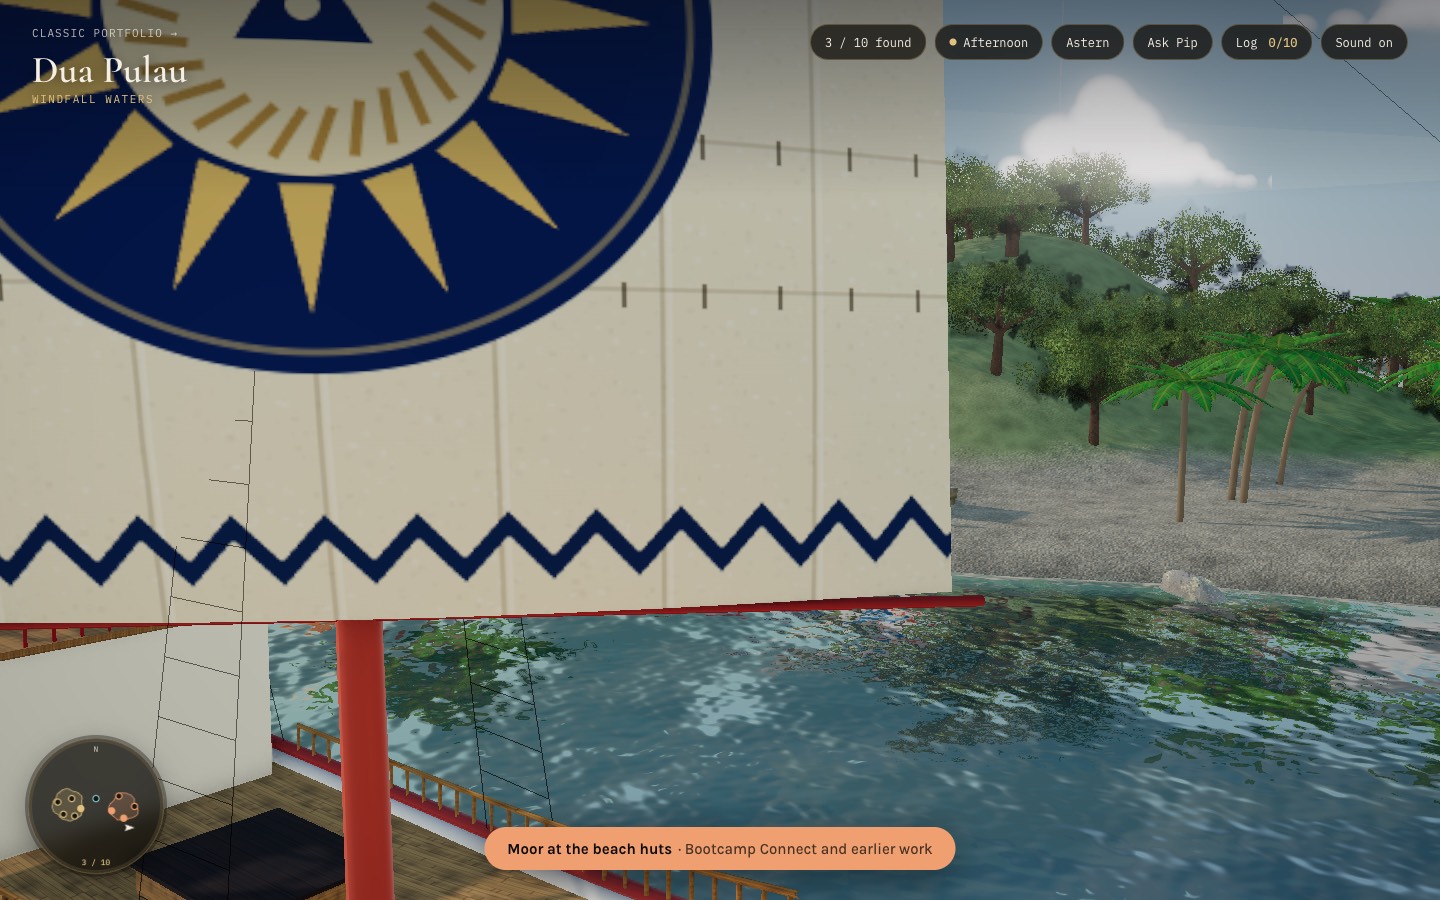 CLASSIC PORTFOLIO →
Dua Pulau
WINDFALL WATERS
3 / 10 found
Afternoon
Astern
Ask Pip
Log 0/10
Sound on
N
3 / 10
Moor at the beach huts · Bootcamp Connect and earlier work